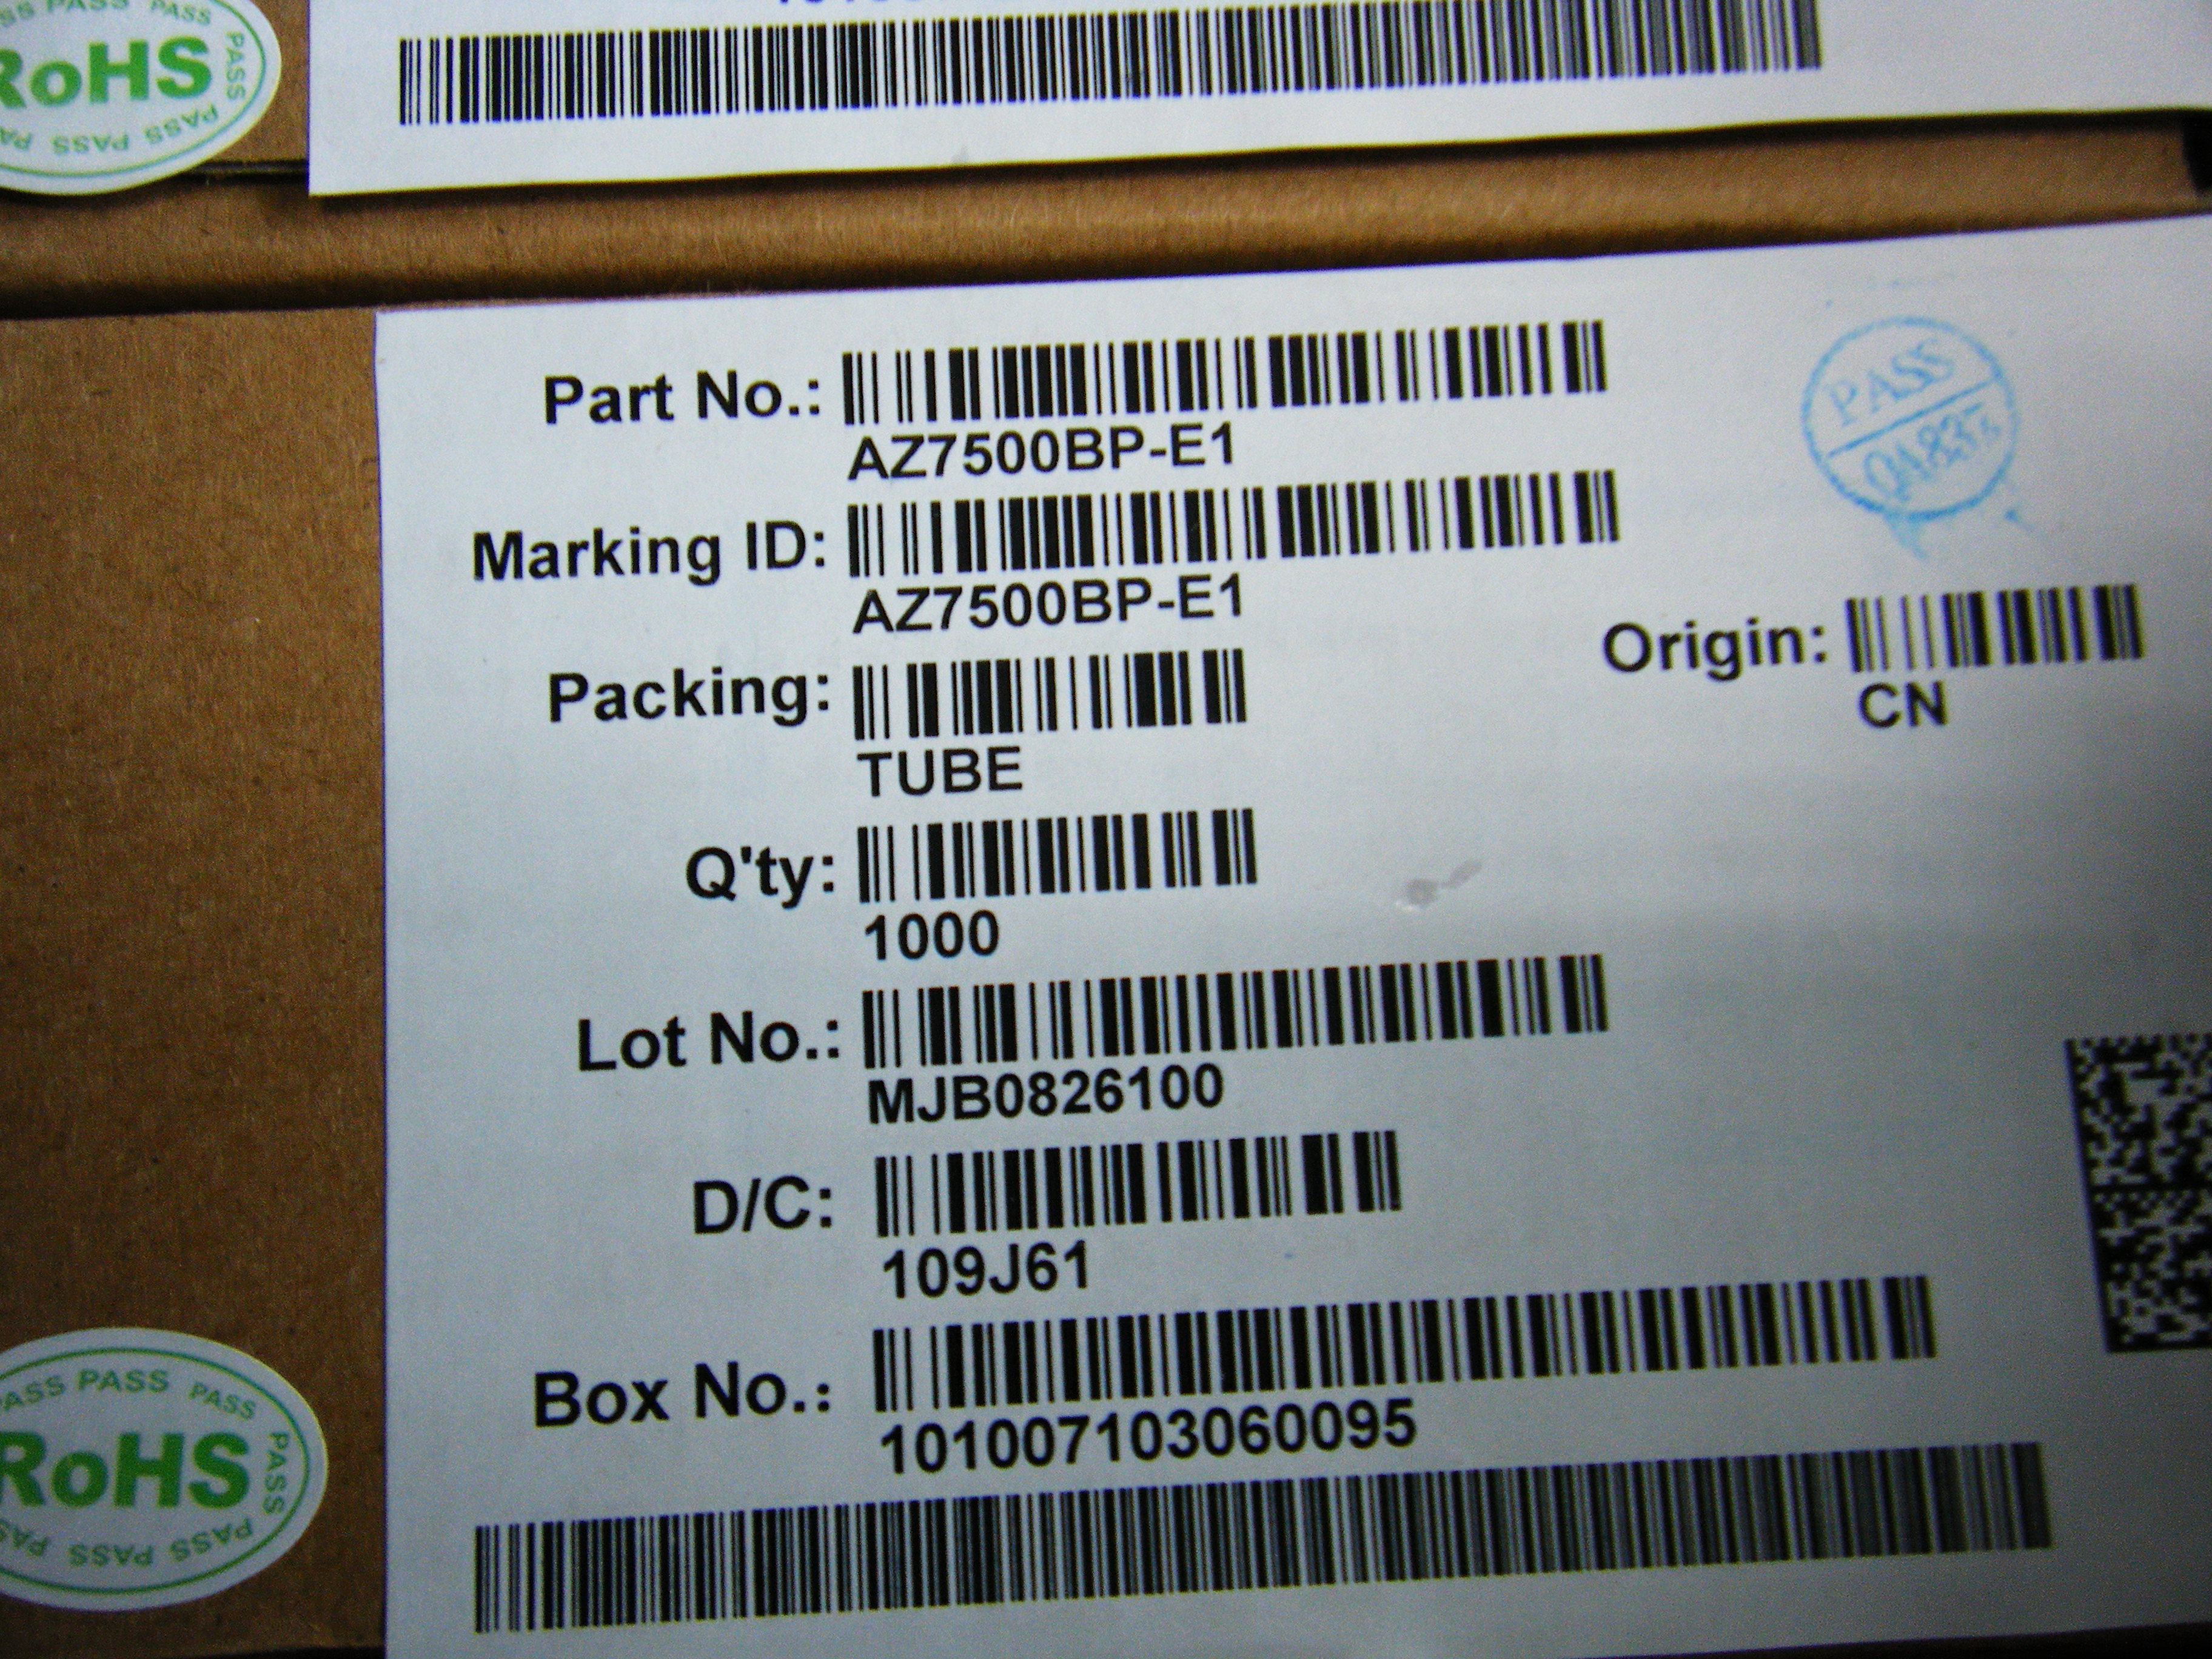 PASS PASS
RoHS
PASS
PASS PASS
Part No.:
AZ7500BP-E1
PASS
Marking ID:
AZ7500BP-E1
Packing:
TUBE
Origin:
CN
Q'ty:
1000
Lot No.:
MJB0826100
D/C:
109J61
Box No.:
101007103060095
PASS PASS PASS
RoHS
PASS
PASS PASS